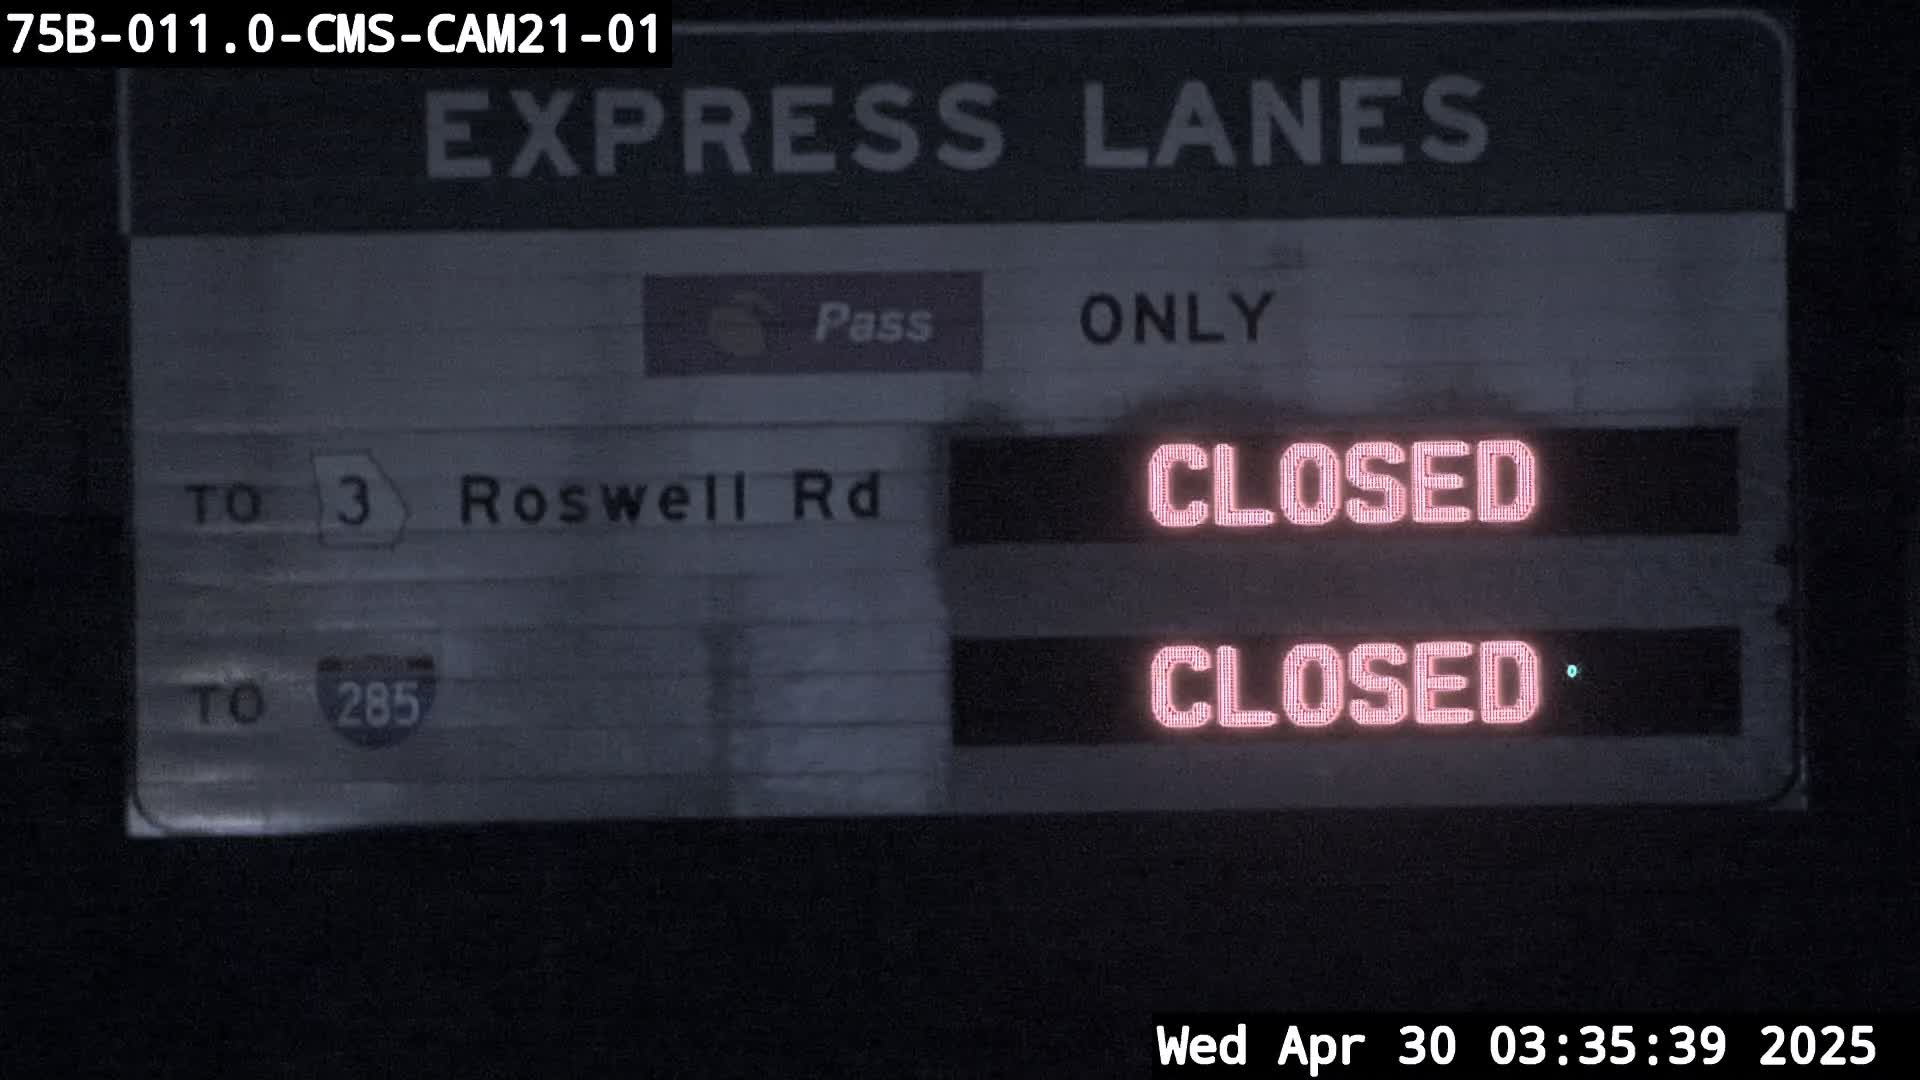 75B-011.0-CMS-CAM21-01
EXPRESS LANES
Pass ONLY
TO 3 Roswell Rd CLOSED
TO 285 CLOSED
Wed Apr 30 03:35:39 2025